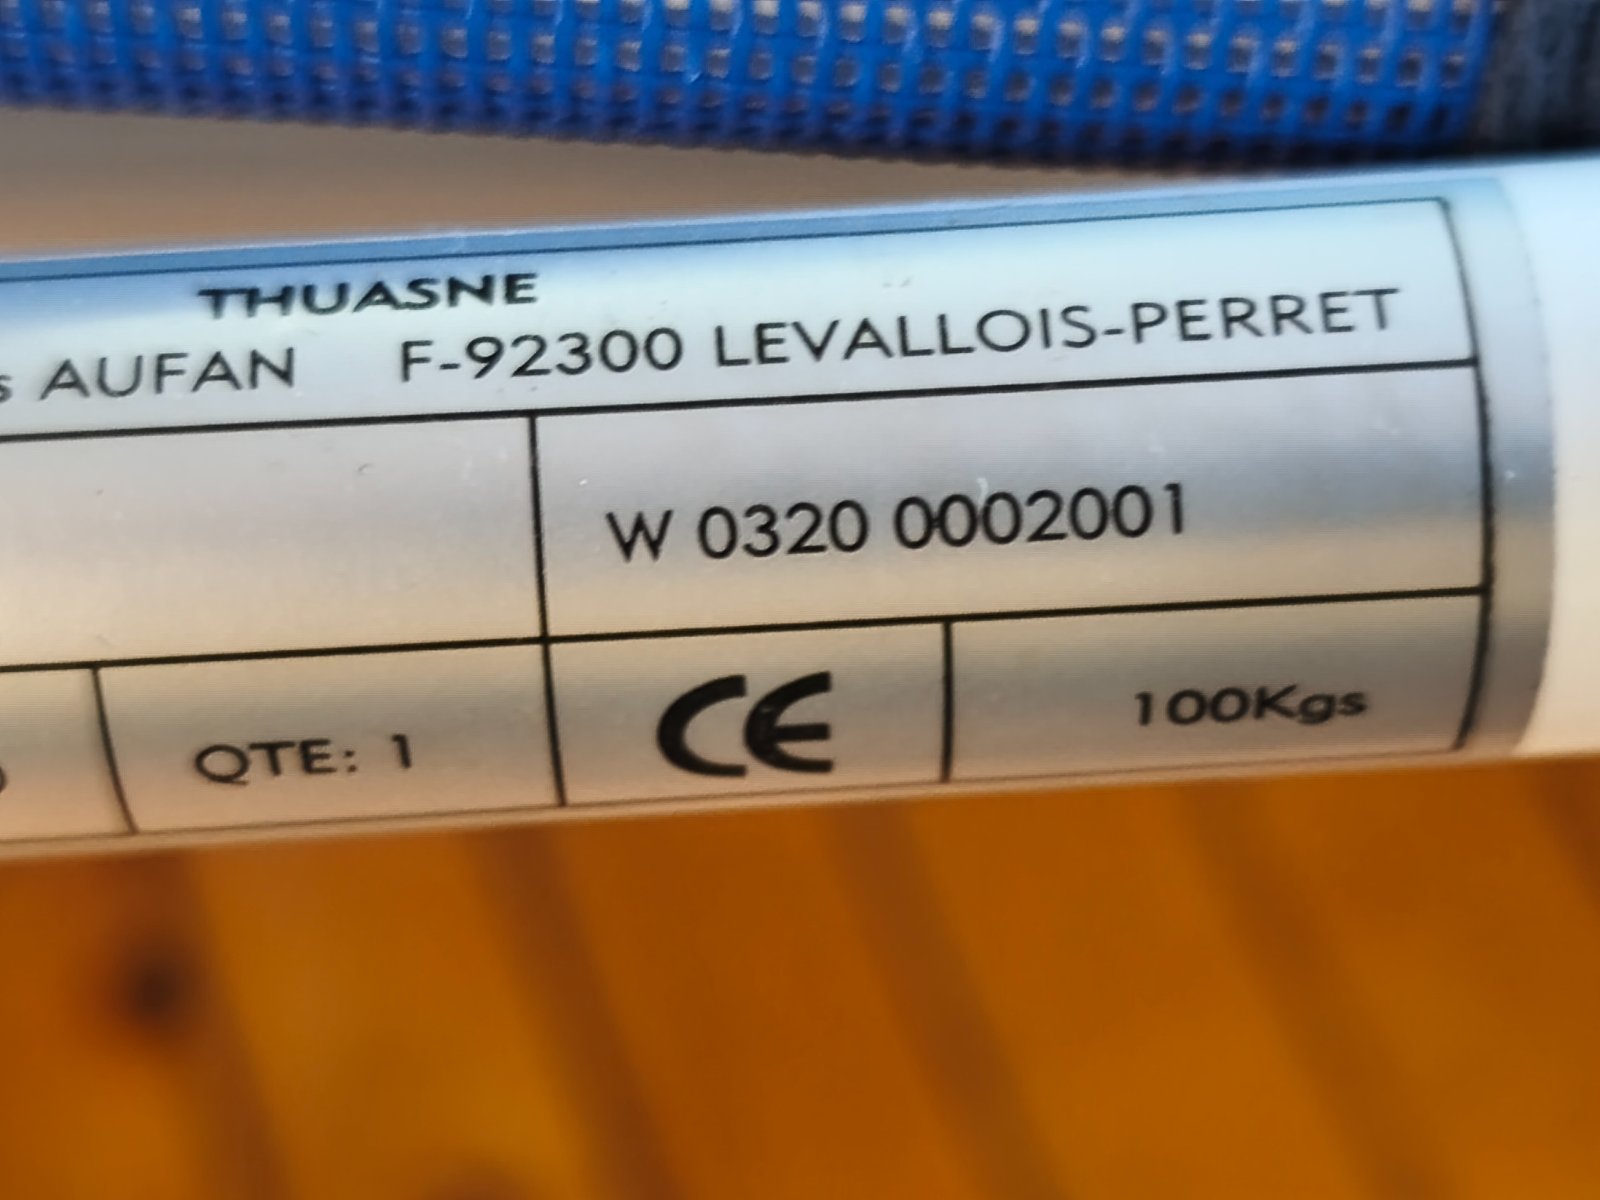 THUASNE
s AUFAN F-92300 LEVALLOIS-PERRET
W 0320 0002001
QTE: 1 CE 100Kgs